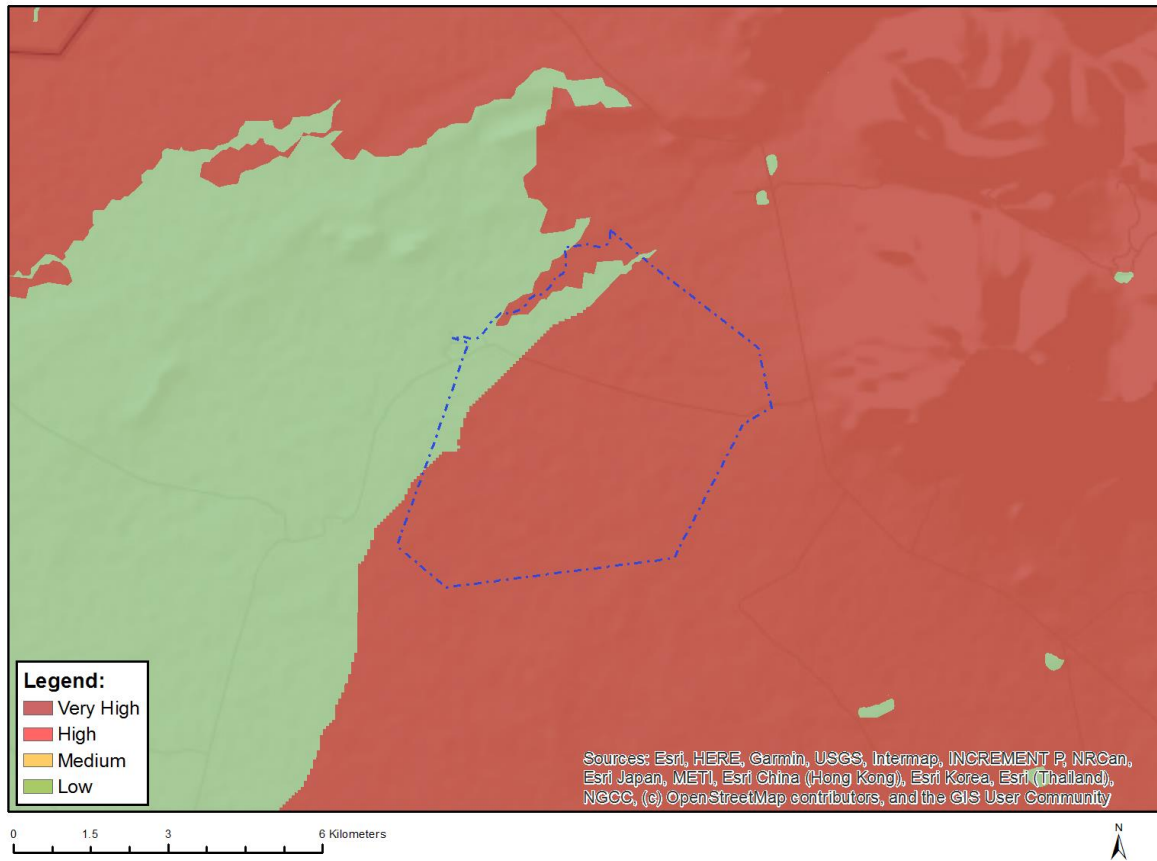 Legend:
Very High
High
Medium
Low
Sources: Esri, HERE, Garmin, USGS, Intermap, INCREMENT P, NRCan,
Esri Japan, METI, Esri China (Hong Kong), Esri Korea, Esri (Thailand),
NGCC, (c) OpenStreetMap contributors, and the GIS User Community
0 1.5 3 6 Kilometers
N